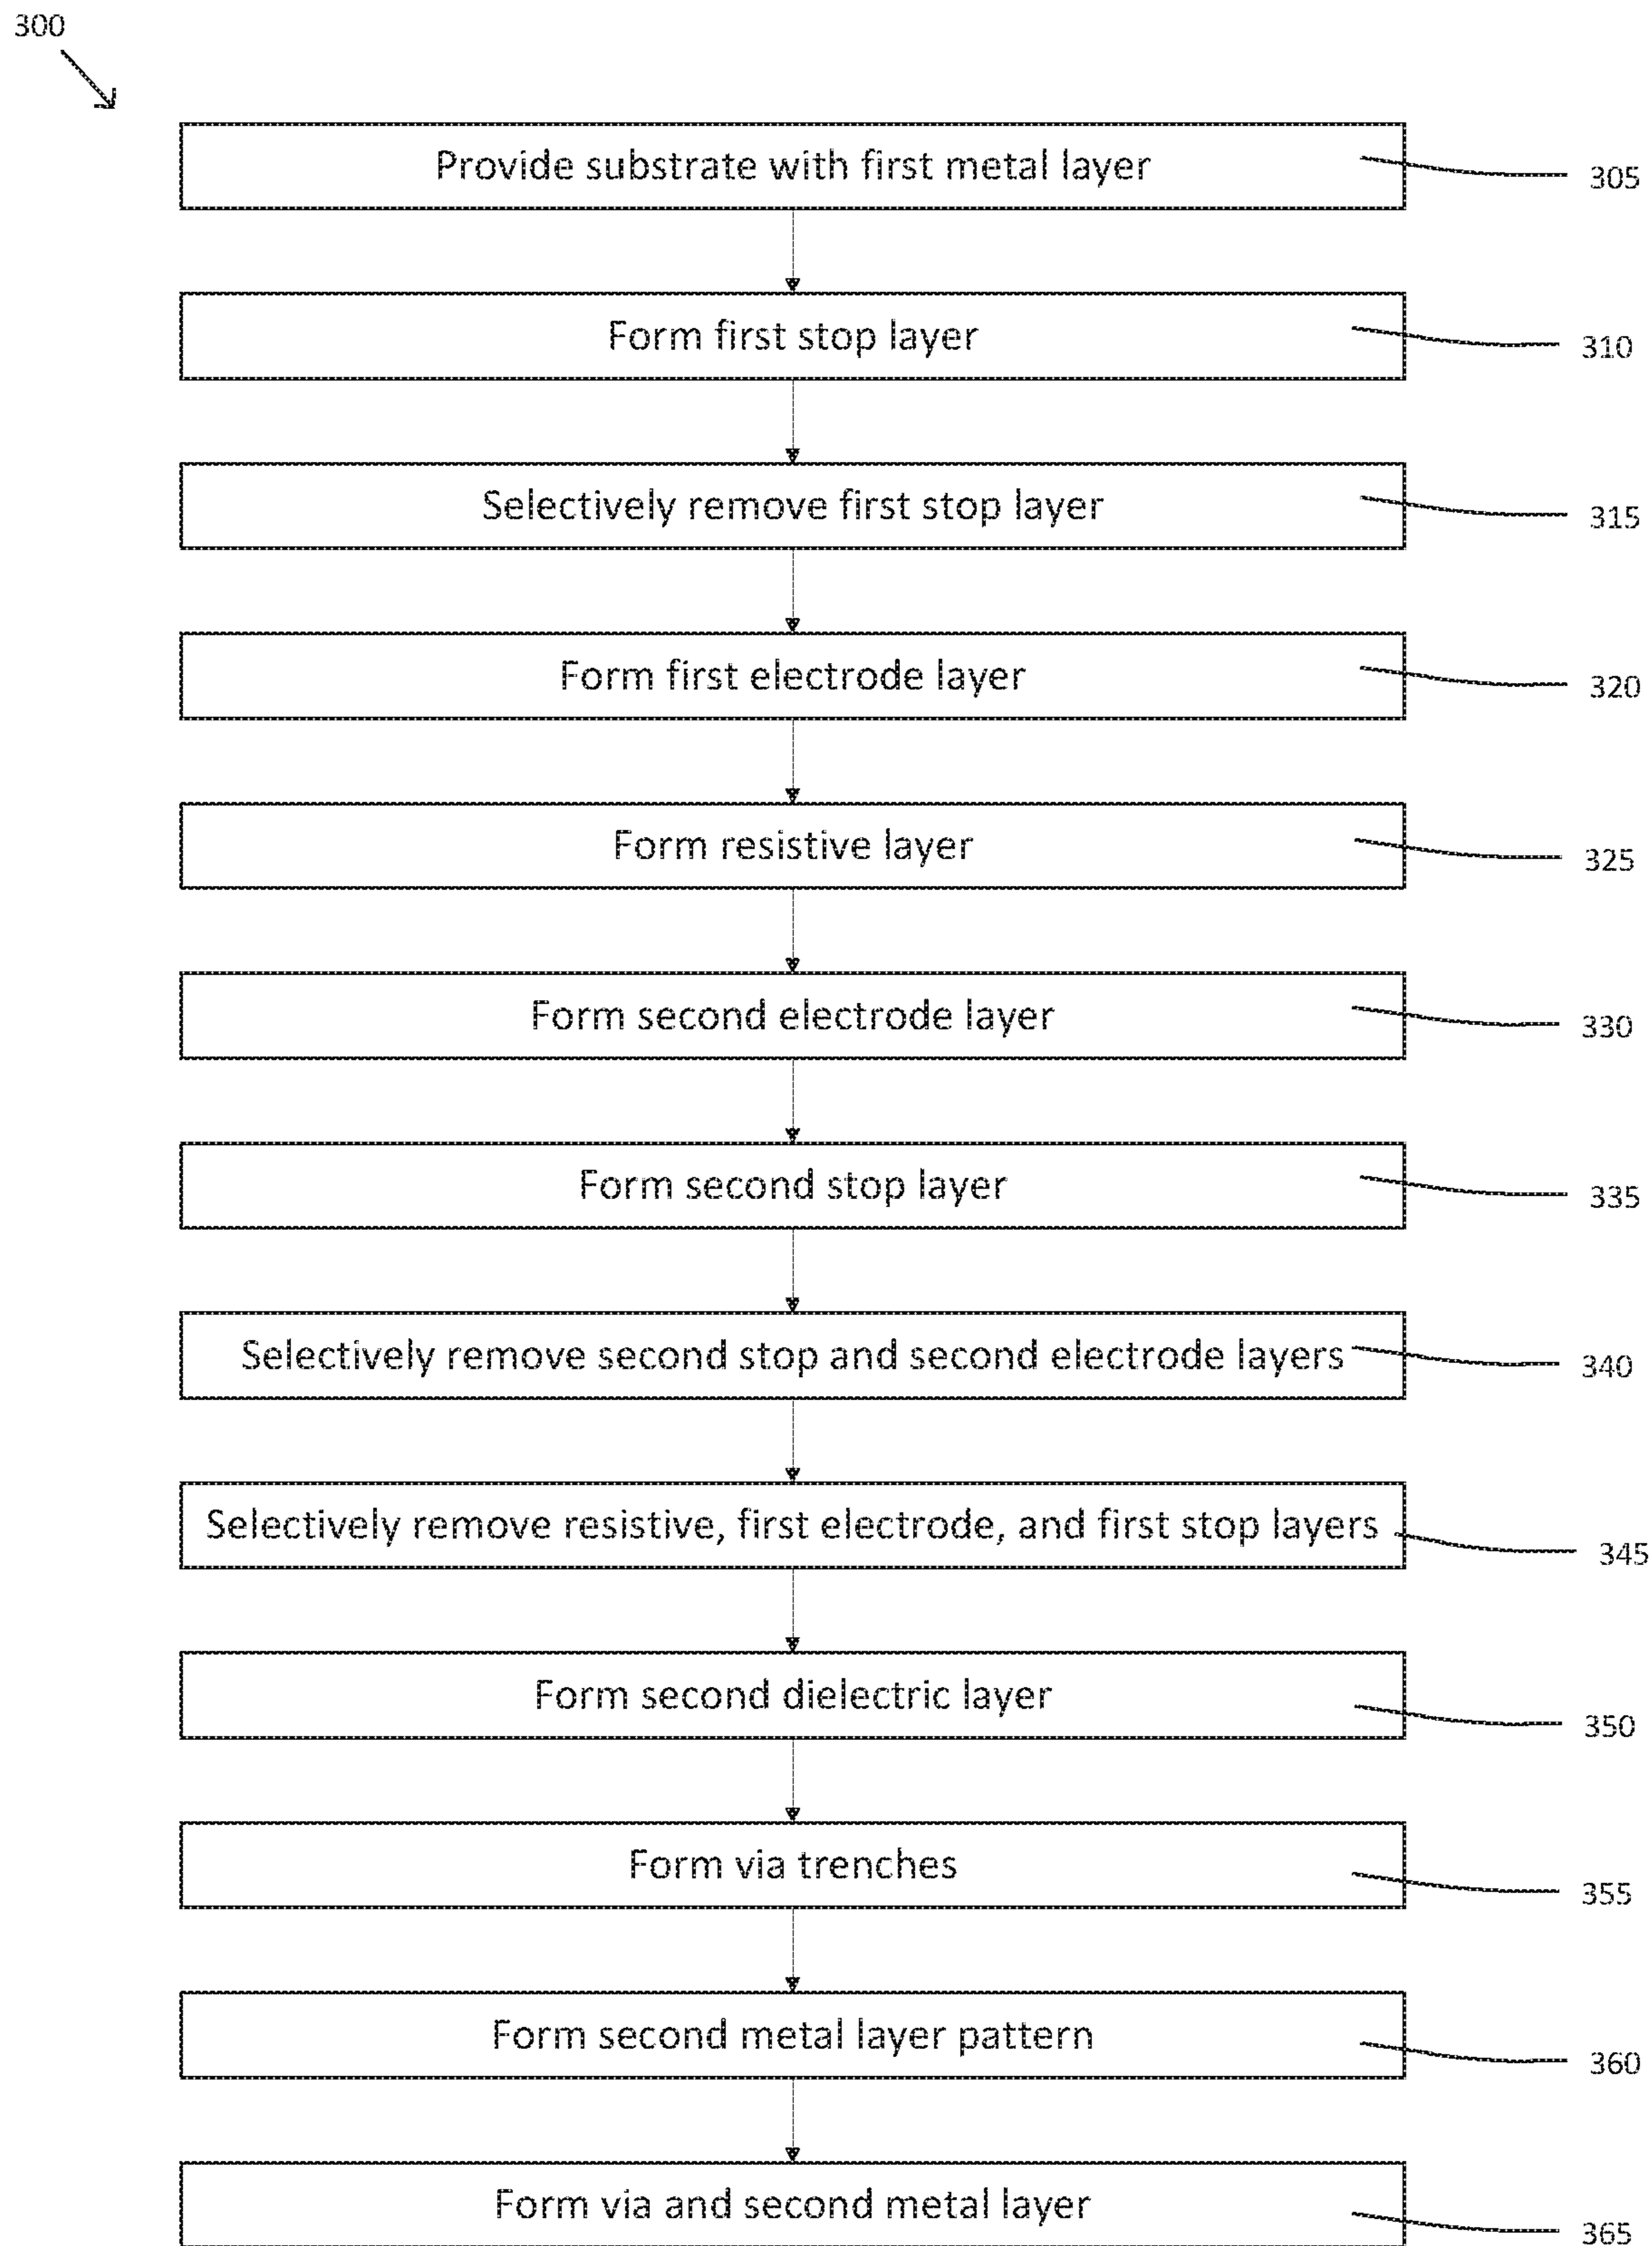 300
Provide substrate with first metal layer
305
Form first stop layer
310
Selectively remove first stop layer
315
Form first electrode layer
320
Form resistive layer
325
Form second electrode layer
330
Form second stop layer
335
Selectively remove second stop and second electrode layers
340
Selectively remove resistive, first electrode, and first stop layers
345
Form second dielectric layer
350
Form via trenches
355
Form second metal layer pattern
360
Form via and second metal layer
365